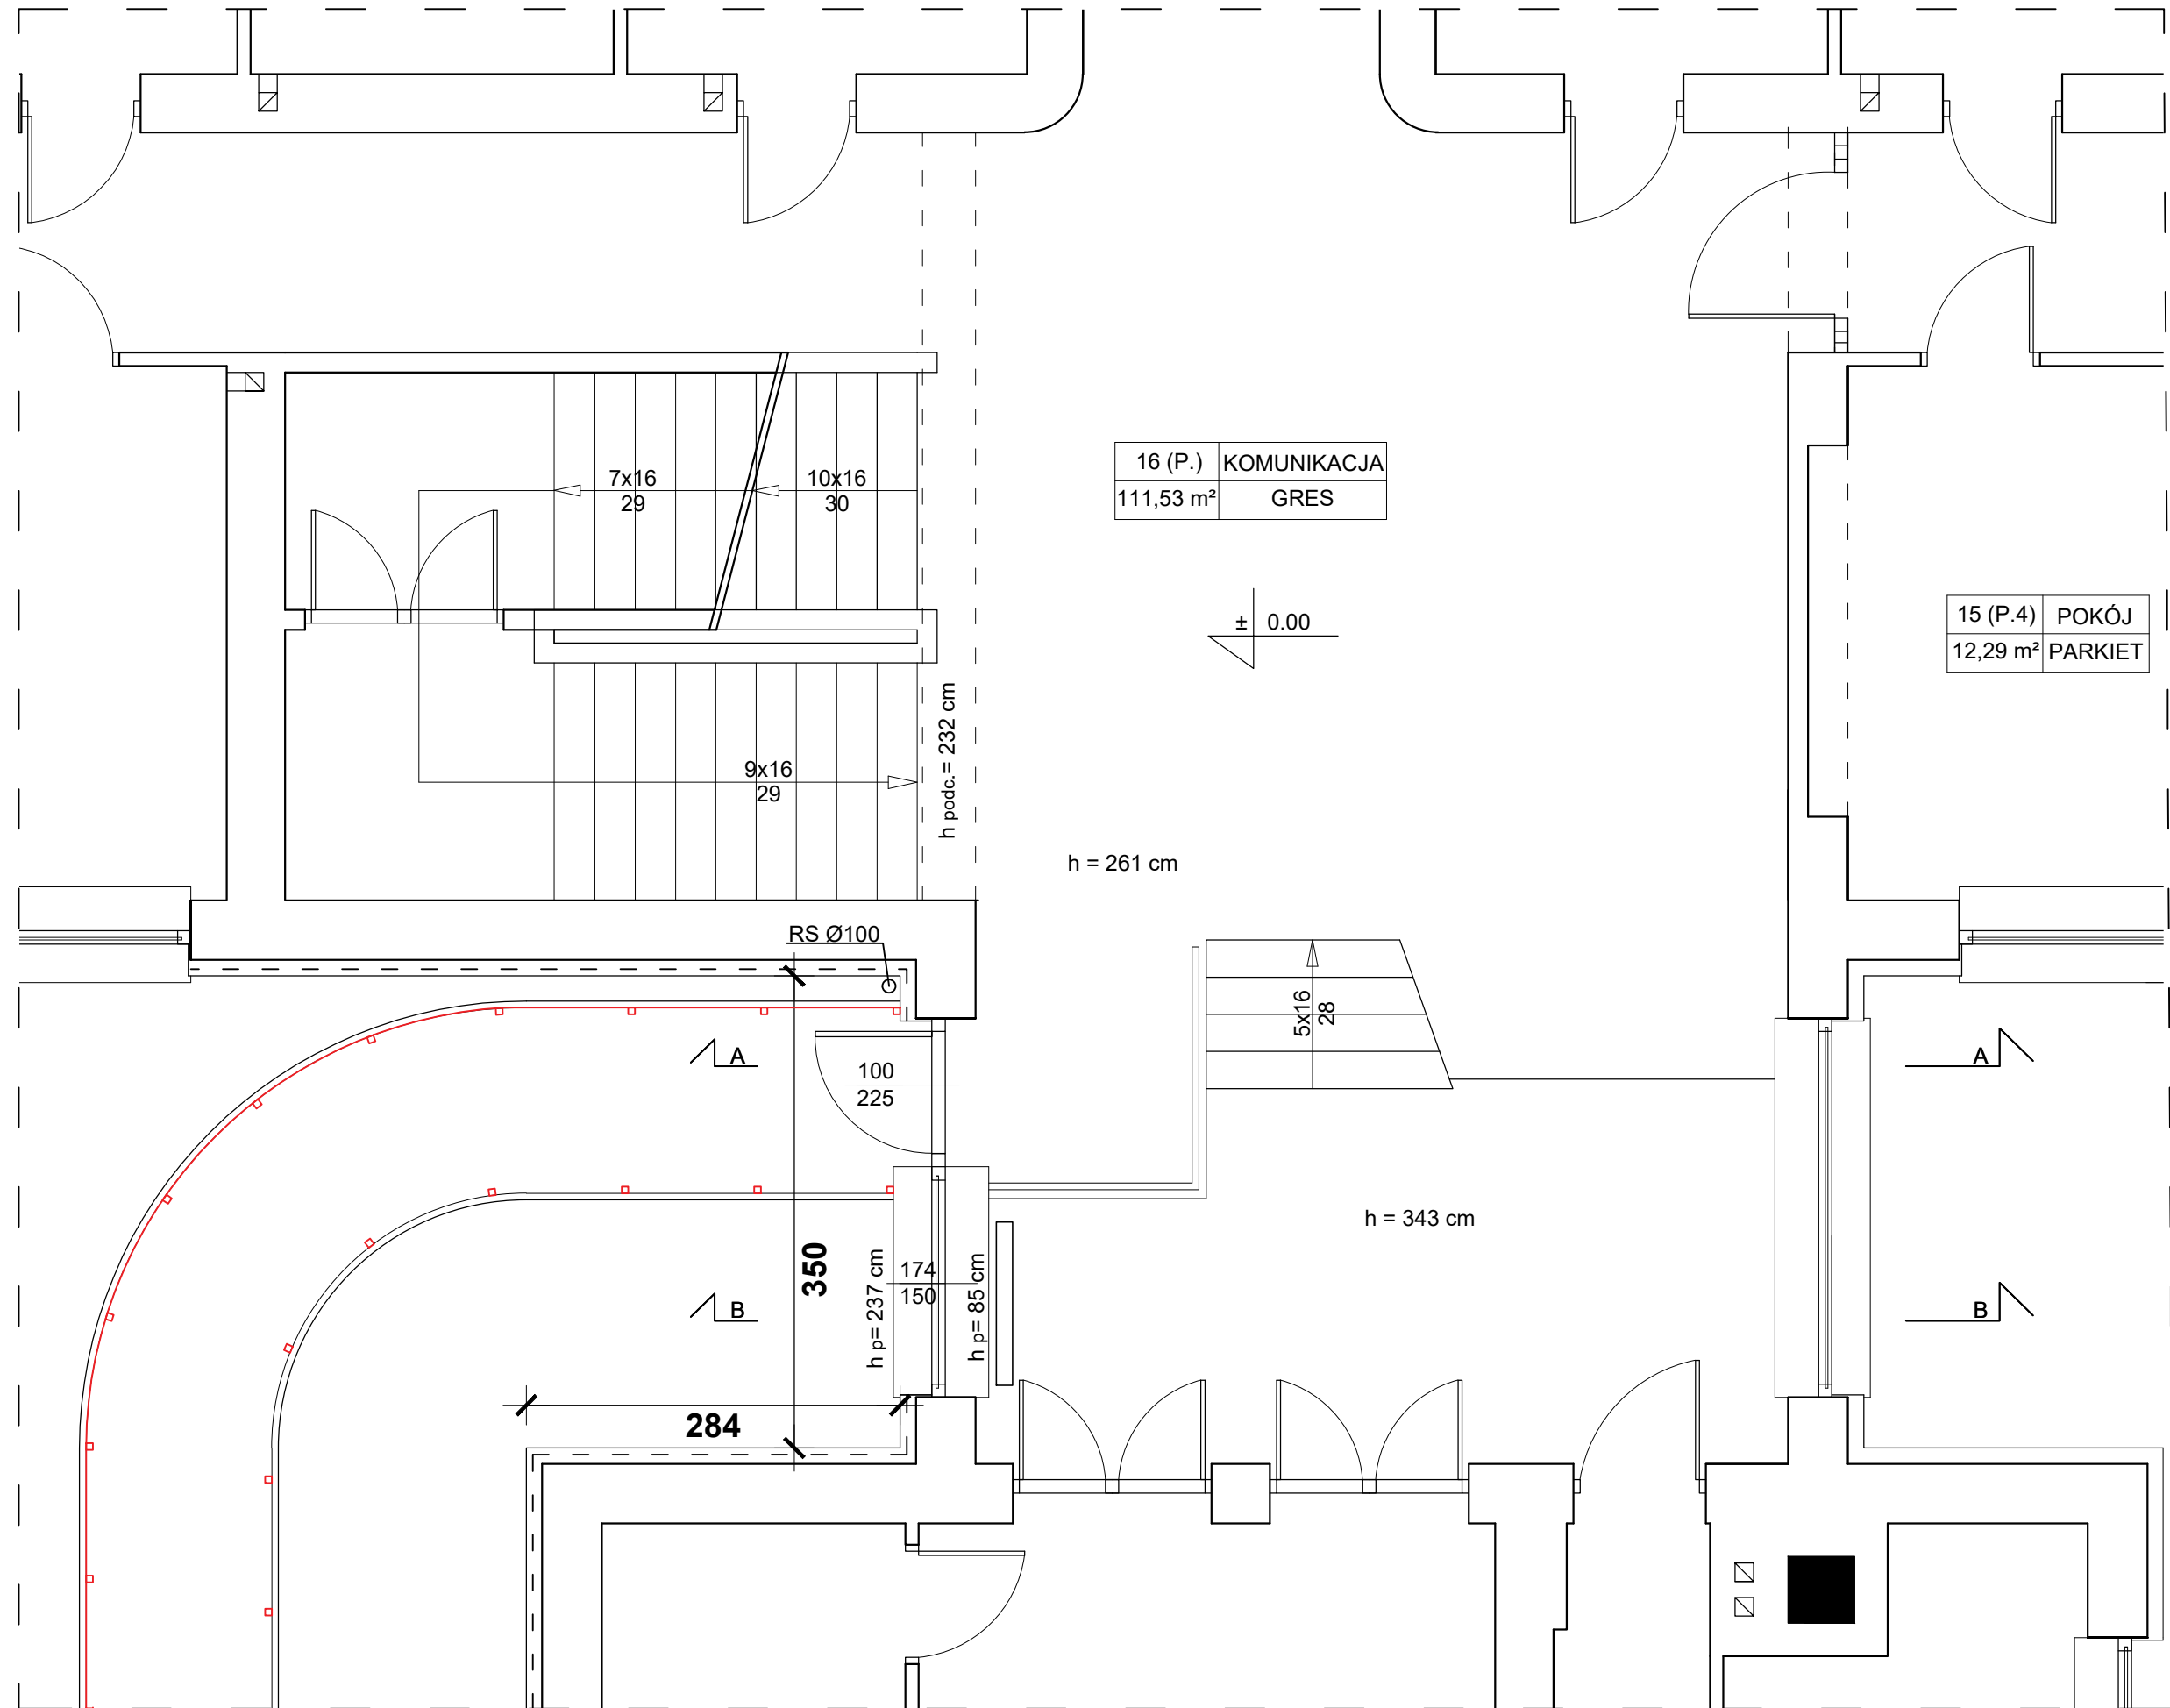 7x16
29
10x16
30
16 (P.) KOMUNIKACJA
111,53 m² GRES
± 0.00
15 (P.4) POKÓJ
12,29 m² PARKIET
h podc.= 232 cm
9x16
29
h = 261 cm
RS Ø100
5x16
28
A
100
225
A
h = 343 cm
350
h p= 237 cm
174
150
h p= 85 cm
B
B
284